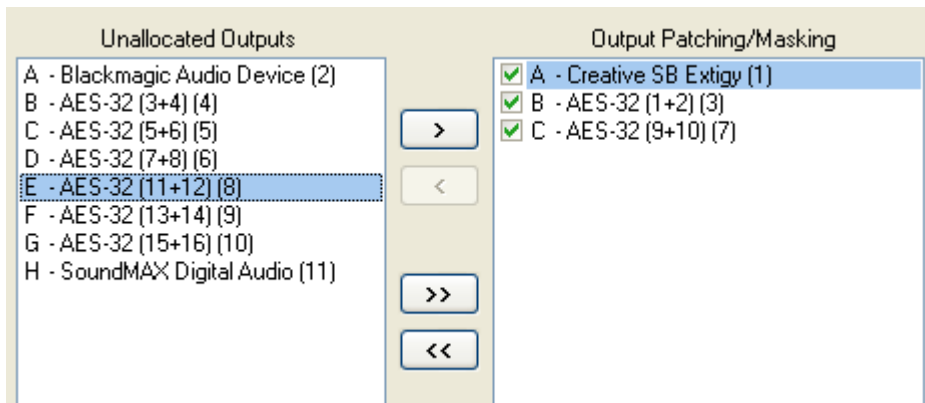 Unallocated Outputs
A - Blackmagic Audio Device (2)
B - AES-32 (3+4) (4)
C - AES-32 (5+6) (5)
D - AES-32 (7+8) (6)
E - AES-32 (11+12) (8)
F - AES-32 (13+14) (9)
G - AES-32 (15+16) (10)
H - SoundMAX Digital Audio (11)
>
<
>>
<<
Output Patching/Masking
A - Creative SB Extigy (1)
B - AES-32 (1+2) (3)
C - AES-32 (9+10) (7)